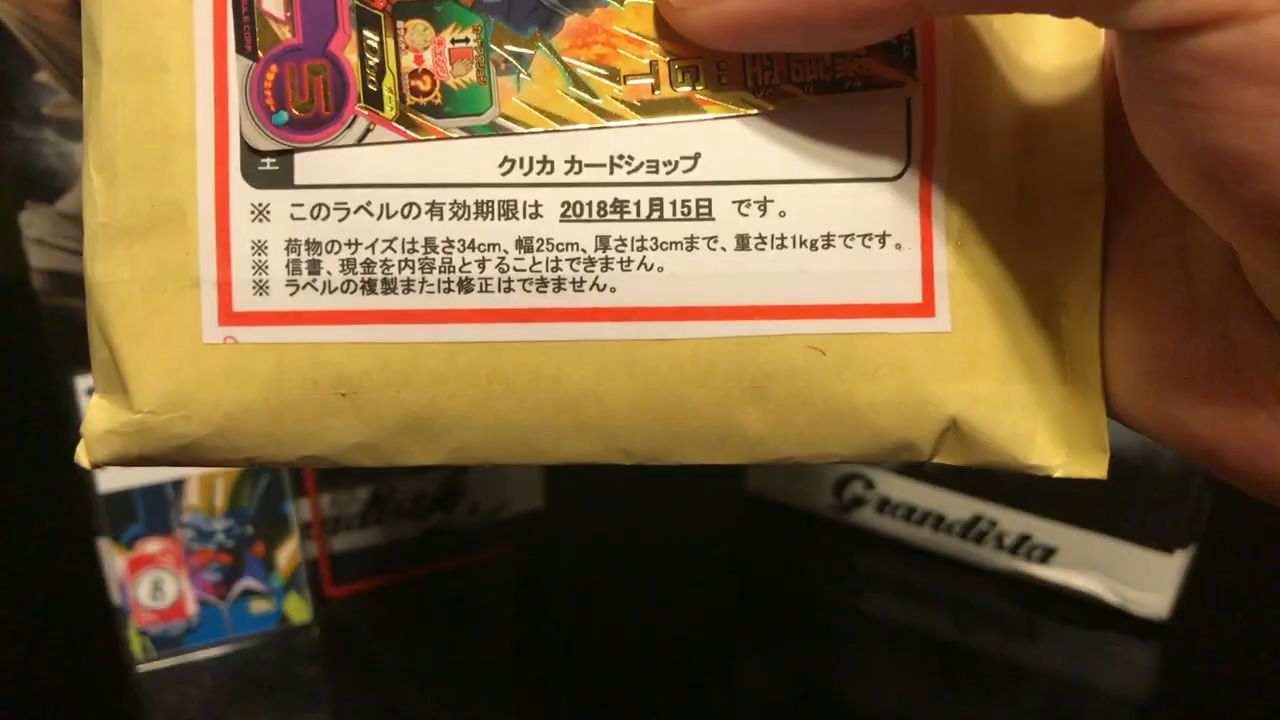 5
GT
クリカ カードショップ
※ このラベルの有効期限は 2018年1月15日 です。
※ 荷物のサイズは長さ34cm、幅25cm、厚さは3cmまで、重さは1kgまでです。
※ 信書、現金を内容品とすることはできません。
※ ラベルの複製または修正はできません。
Grandista
8